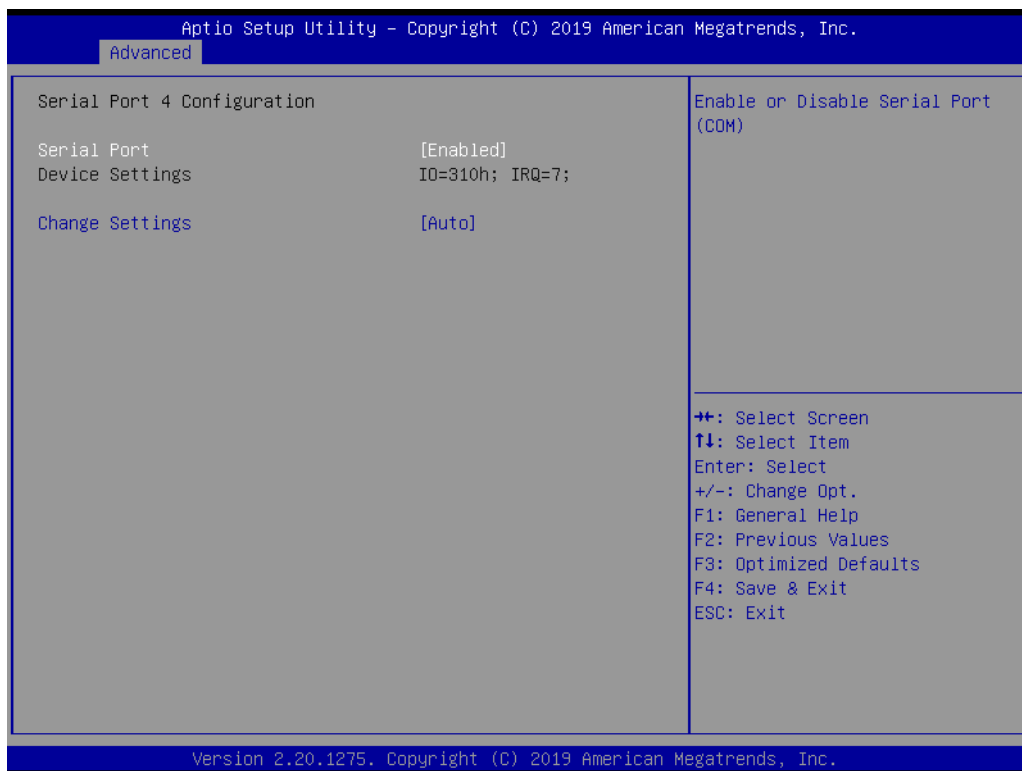 Aptio Setup Utility – Copyright (C) 2019 American Megatrends, Inc.
Advanced
Serial Port 4 Configuration
Serial Port [Enabled]
Device Settings IO=310h; IRQ=7;
Change Settings [Auto]
Enable or Disable Serial Port
(COM)
→←: Select Screen
↑↓: Select Item
Enter: Select
+/-: Change Opt.
F1: General Help
F2: Previous Values
F3: Optimized Defaults
F4: Save & Exit
ESC: Exit
Version 2.20.1275. Copyright (C) 2019 American Megatrends, Inc.